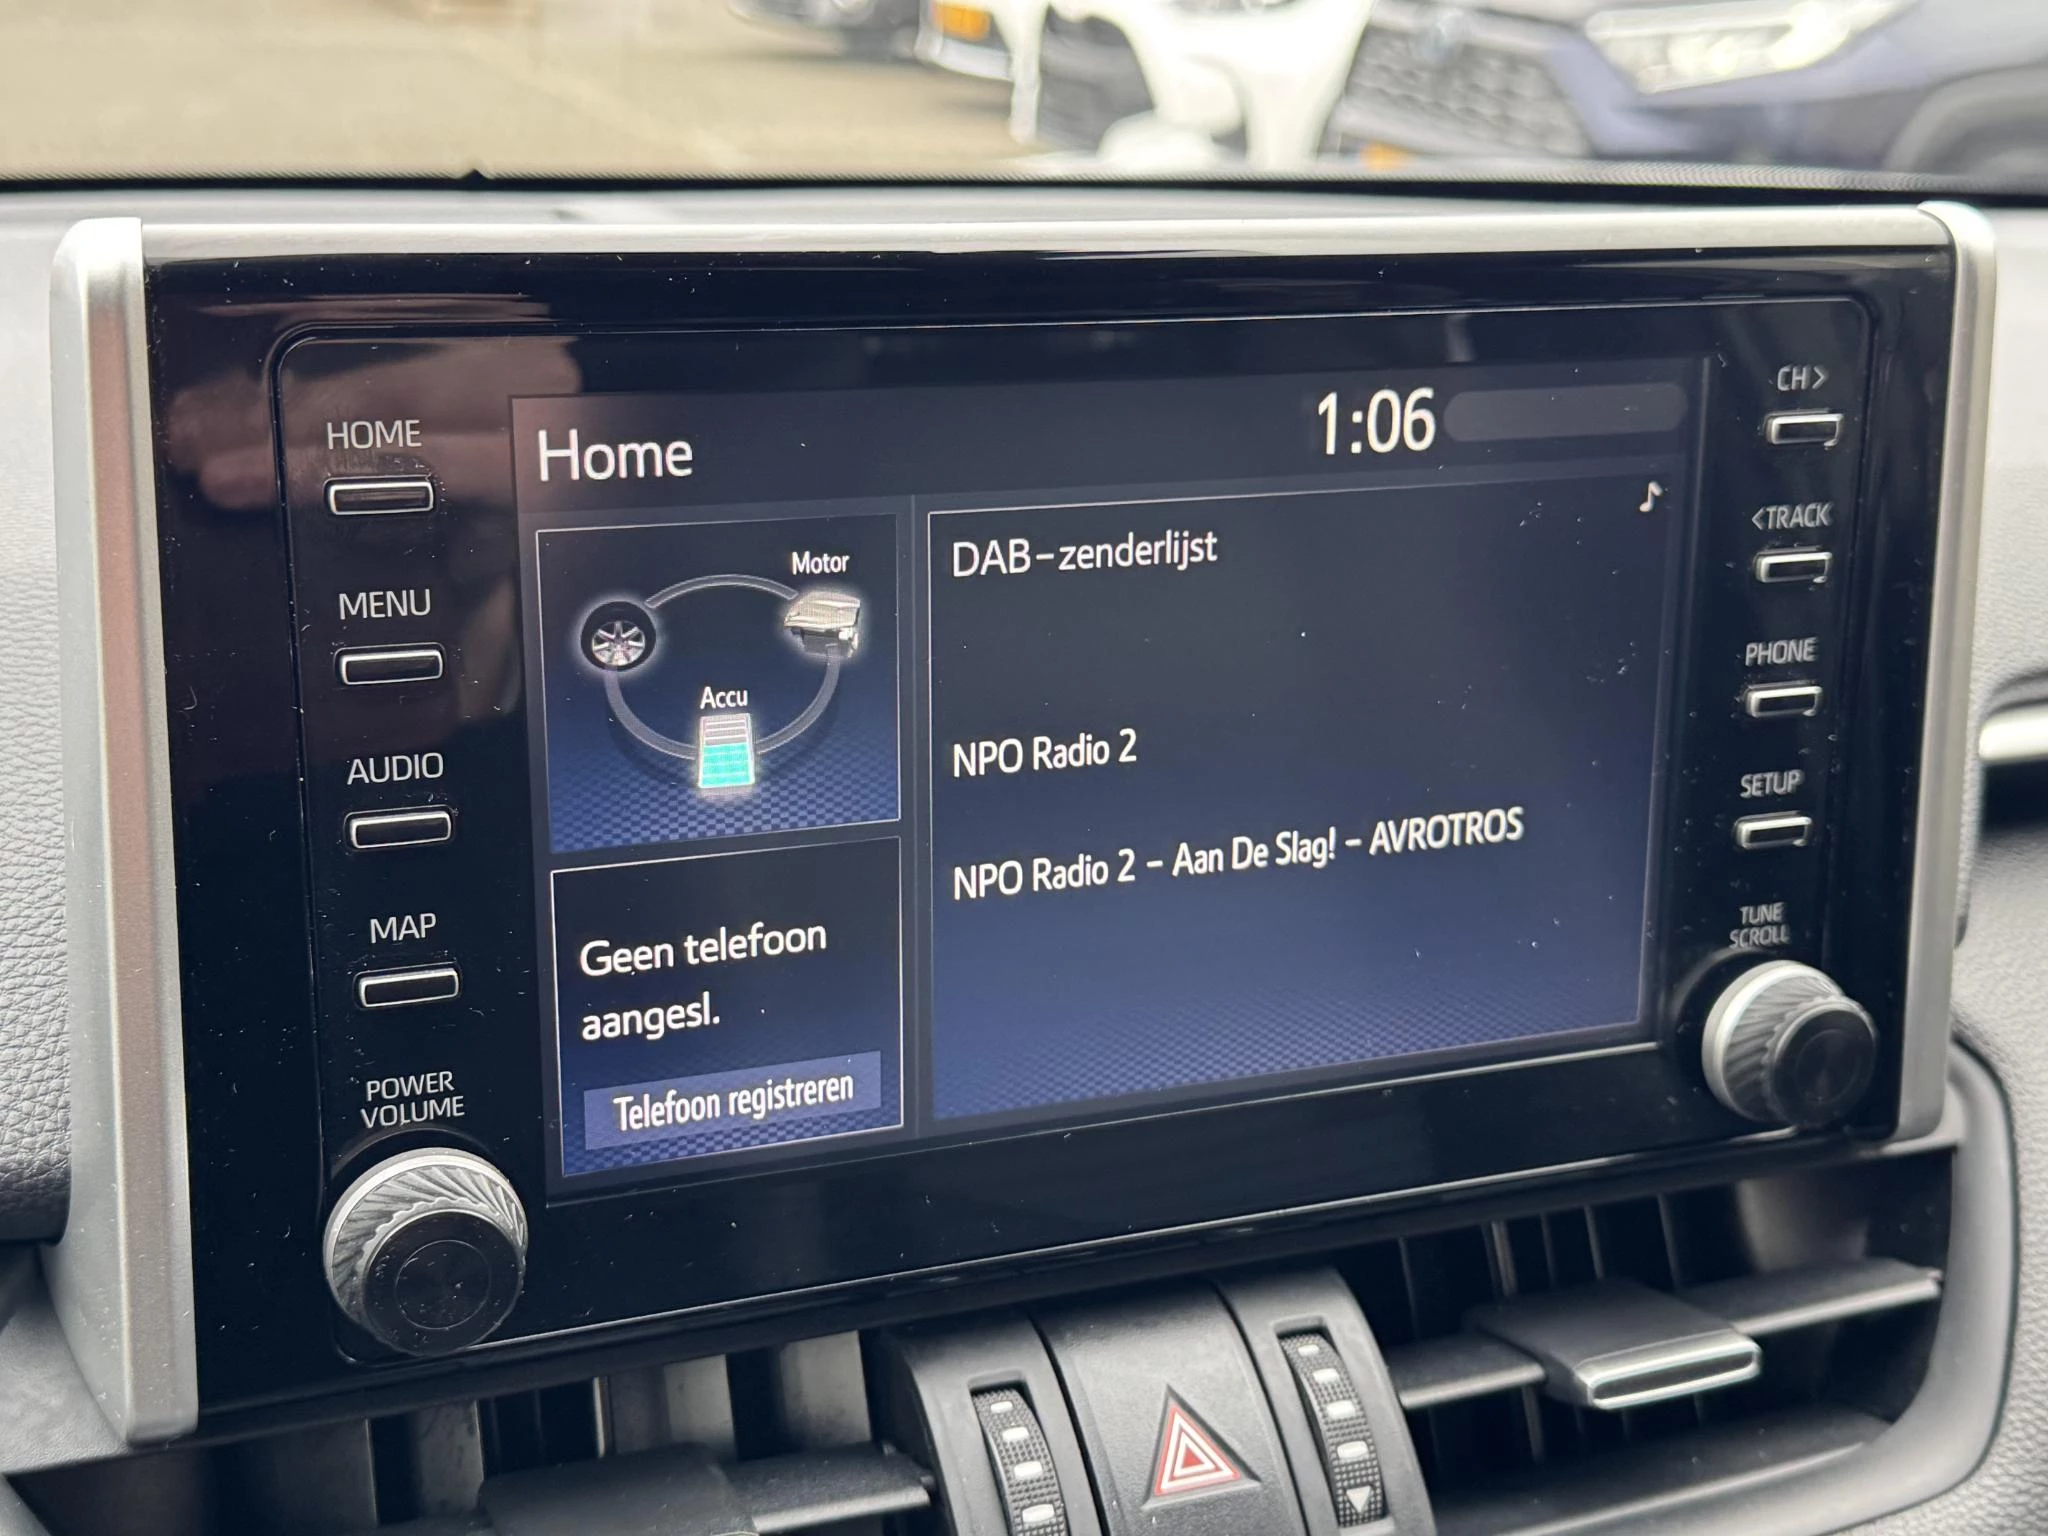 HOME
MENU
AUDIO
MAP
POWER
VOLUME
Home
1:06
Motor
Accu
Geen telefoon
aangesl.
Telefoon registreren
DAB-zenderlijst
NPO Radio 2
NPO Radio 2 - Aan De Slag! - AVROTROS
CH>
<TRACK
PHONE
SETUP
TUNE
SCROLL